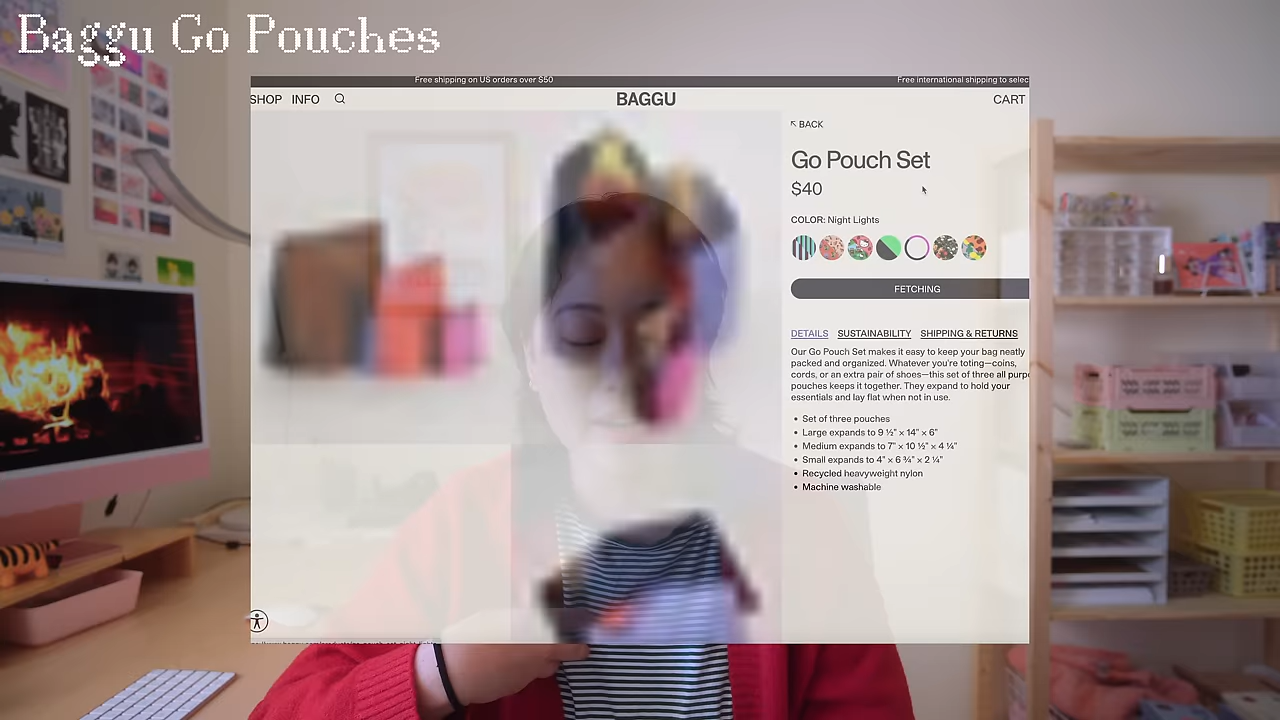 Baggu Go Pouches
Free shipping on US orders over $50
Free international shipping to selec
SHOP INFO
BAGGU
CART
BACK
Go Pouch Set
$40
COLOR: Night Lights
FETCHING
DETAILS SUSTAINABILITY SHIPPING & RETURNS
Our Go Pouch Set makes it easy to keep your bag neatly
packed and organized. Whatever you're toting—coins,
cords, or an extra pair of shoes—this set of three all purpo
pouches keeps it together. They expand to hold your
essentials and lay flat when not in use.
• Set of three pouches
• Large expands to 9 ½" × 14" × 6"
• Medium expands to 7" × 10 ½" × 4 ¼"
• Small expands to 4" × 6 ¾" × 2 ¼"
• Recycled heavyweight nylon
• Machine washable